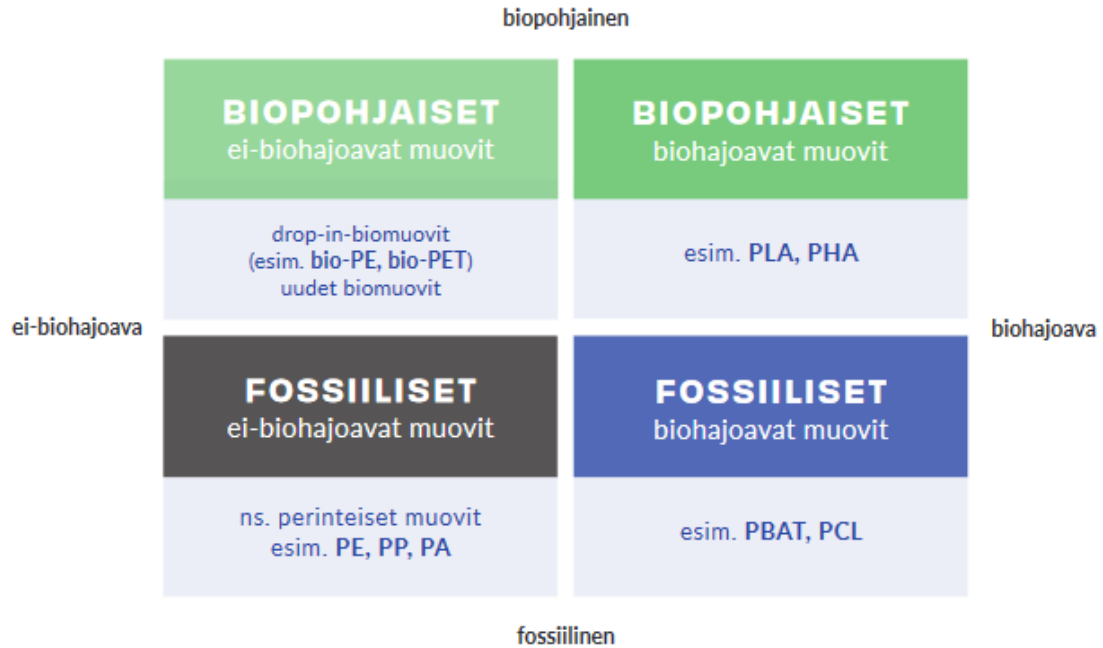 biopohjainen
BIOPOHJAISET
ei-biohajoavat muovit
drop-in-biomuovit
(esim. bio-PE, bio-PET)
uudet biomuovit
BIOPOHJAISET
biohajoavat muovit
esim. PLA, PHA
ei-biohajoava
biohajoava
FOSSIILISET
ei-biohajoavat muovit
ns. perinteiset muovit
esim. PE, PP, PA
FOSSIILISET
biohajoavat muovit
esim. PBAT, PCL
fossiilinen